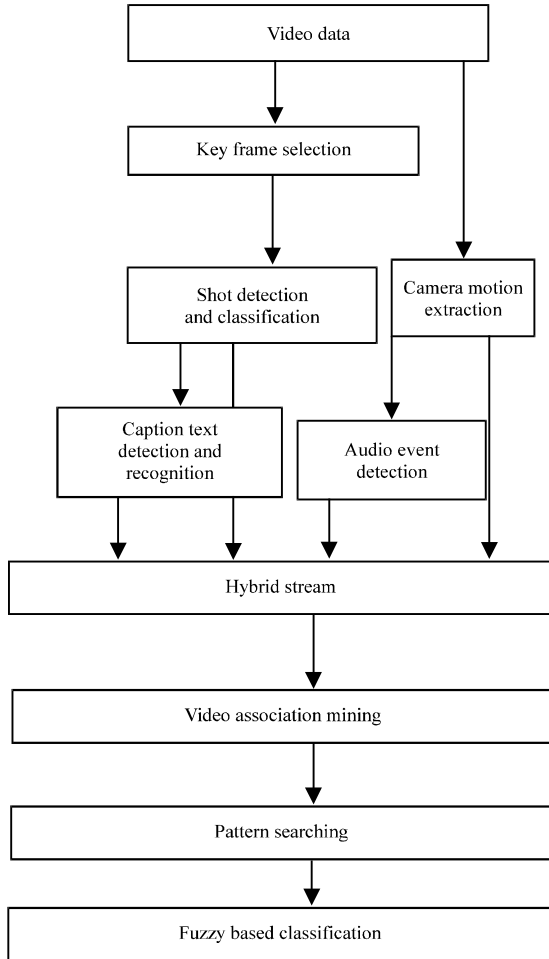 Video data
Key frame selection
Shot detection
and classification
Camera motion
extraction
Caption text
detection and
recognition
Audio event
detection
Hybrid stream
Video association mining
Pattern searching
Fuzzy based classification